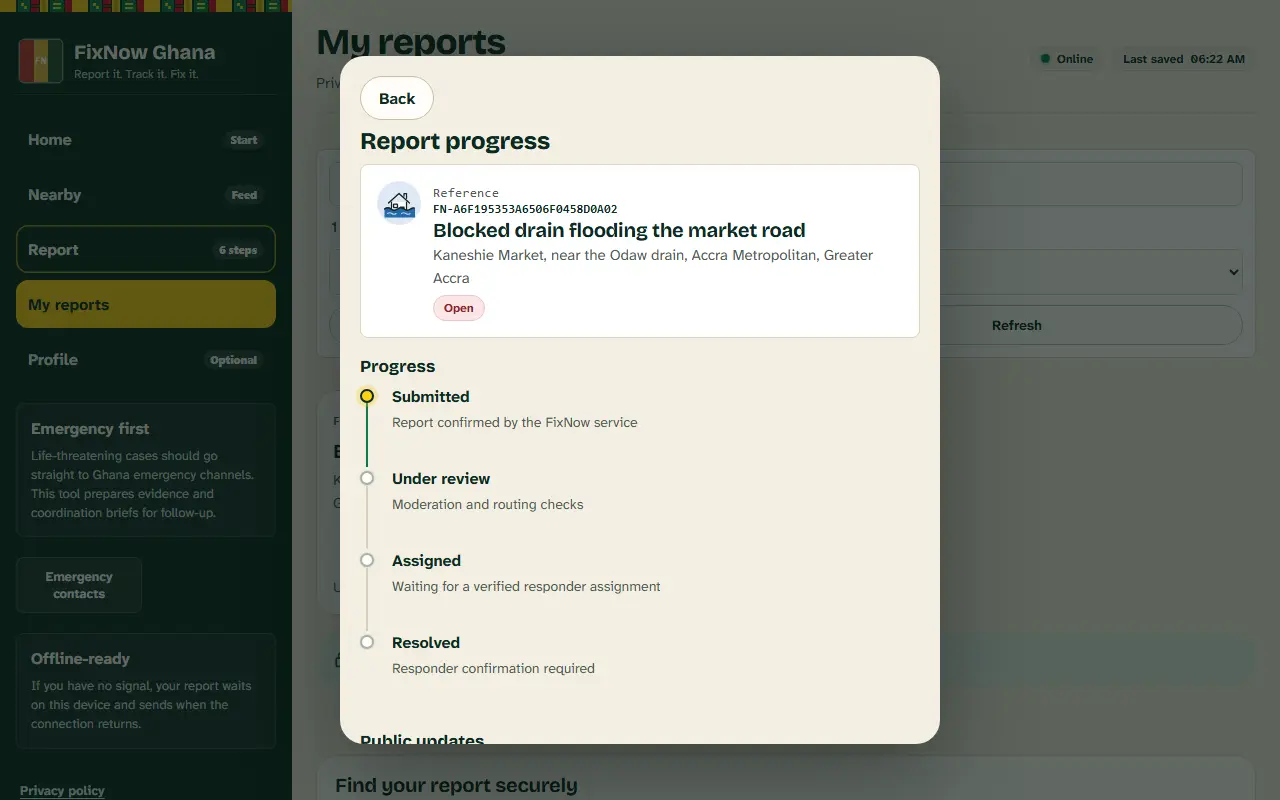 FN
FixNow Ghana
Report it. Track it. Fix it.
Home
Start
Nearby
Feed
Report
6 steps
My reports
Profile
Optional
Emergency first
Life-threatening cases should go
straight to Ghana emergency channels.
This tool prepares evidence and
coordination briefs for follow-up.
Emergency
contacts
Offline-ready
If you have no signal, your report waits
on this device and sends when the
connection returns.
Privacy policy
My reports
Online
Last saved 06:22 AM
Refresh
Back
Report progress
Reference
FN-A6F195353A6506F0458D0A02
Blocked drain flooding the market road
Kaneshie Market, near the Odaw drain, Accra Metropolitan, Greater
Accra
Open
Progress
Submitted
Report confirmed by the FixNow service
Under review
Moderation and routing checks
Assigned
Waiting for a verified responder assignment
Resolved
Responder confirmation required
Public updates
Find your report securely